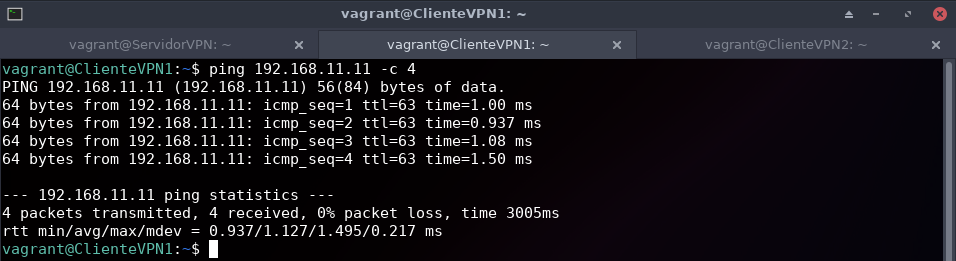 vagrant@ClienteVPN1: ~
vagrant@ServidorVPN: ~
vagrant@ClienteVPN1: ~
vagrant@ClienteVPN2: ~
vagrant@ClienteVPN1:~$ ping 192.168.11.11 -c 4
PING 192.168.11.11 (192.168.11.11) 56(84) bytes of data.
64 bytes from 192.168.11.11: icmp_seq=1 ttl=63 time=1.00 ms
64 bytes from 192.168.11.11: icmp_seq=2 ttl=63 time=0.937 ms
64 bytes from 192.168.11.11: icmp_seq=3 ttl=63 time=1.08 ms
64 bytes from 192.168.11.11: icmp_seq=4 ttl=63 time=1.50 ms
--- 192.168.11.11 ping statistics ---
4 packets transmitted, 4 received, 0% packet loss, time 3005ms
rtt min/avg/max/mdev = 0.937/1.127/1.495/0.217 ms
vagrant@ClienteVPN1:~$